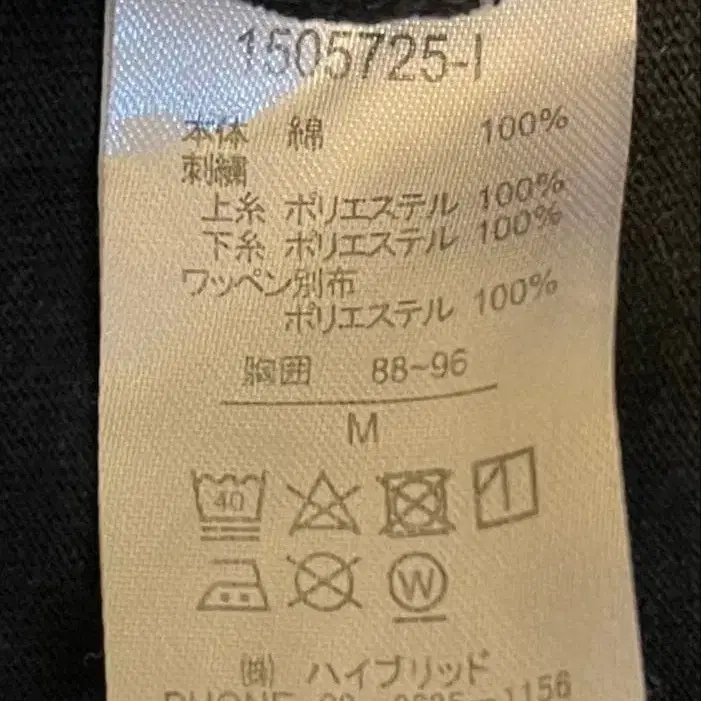 1505725-I
本体 綿 100%
刺繍
上糸 ポリエステル 100%
下糸 ポリエステル 100%
ワッペン別布
ポリエステル 100%
胸囲 88~96
M
40
W
㈱ ハイブリッド
PHONE 1156